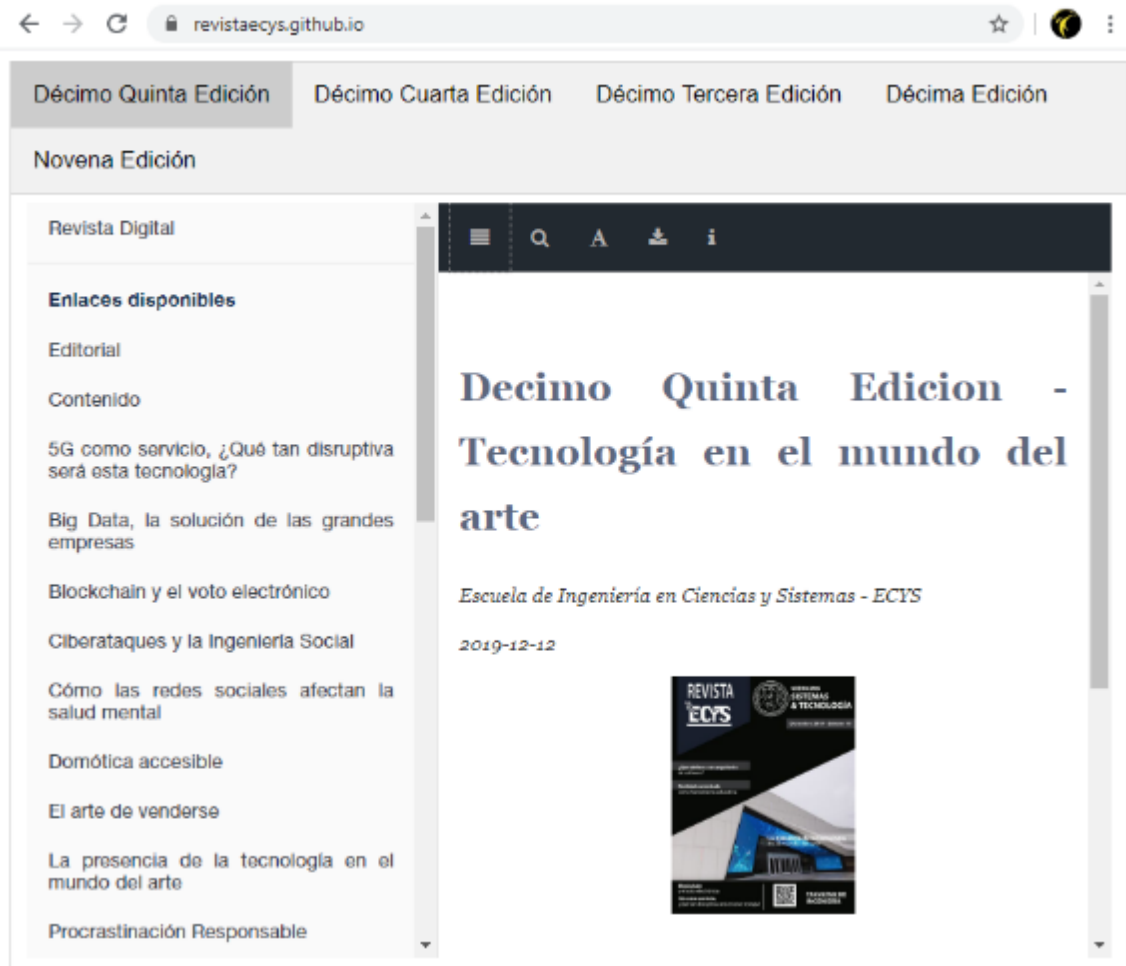 revistaecys.github.io
Décimo Quinta Edición
Décimo Cuarta Edición
Décimo Tercera Edición
Décima Edición
Novena Edición
Revista Digital
Enlaces disponibles
Editorial
Contenido
5G como servicio, ¿Qué tan disruptiva
será esta tecnología?
Big Data, la solución de las grandes
empresas
Blockchain y el voto electrónico
Ciberataques y la Ingeniería Social
Cómo las redes sociales afectan la
salud mental
Domótica accesible
El arte de venderse
La presencia de la tecnología en el
mundo del arte
Procrastinación Responsable
A
i
Decimo Quinta Edicion -
Tecnología en el mundo del
arte
Escuela de Ingeniería en Ciencias y Sistemas - ECYS
2019-12-12
REVISTA
ECYS
SISTEMAS
& TECNOLOGÍA